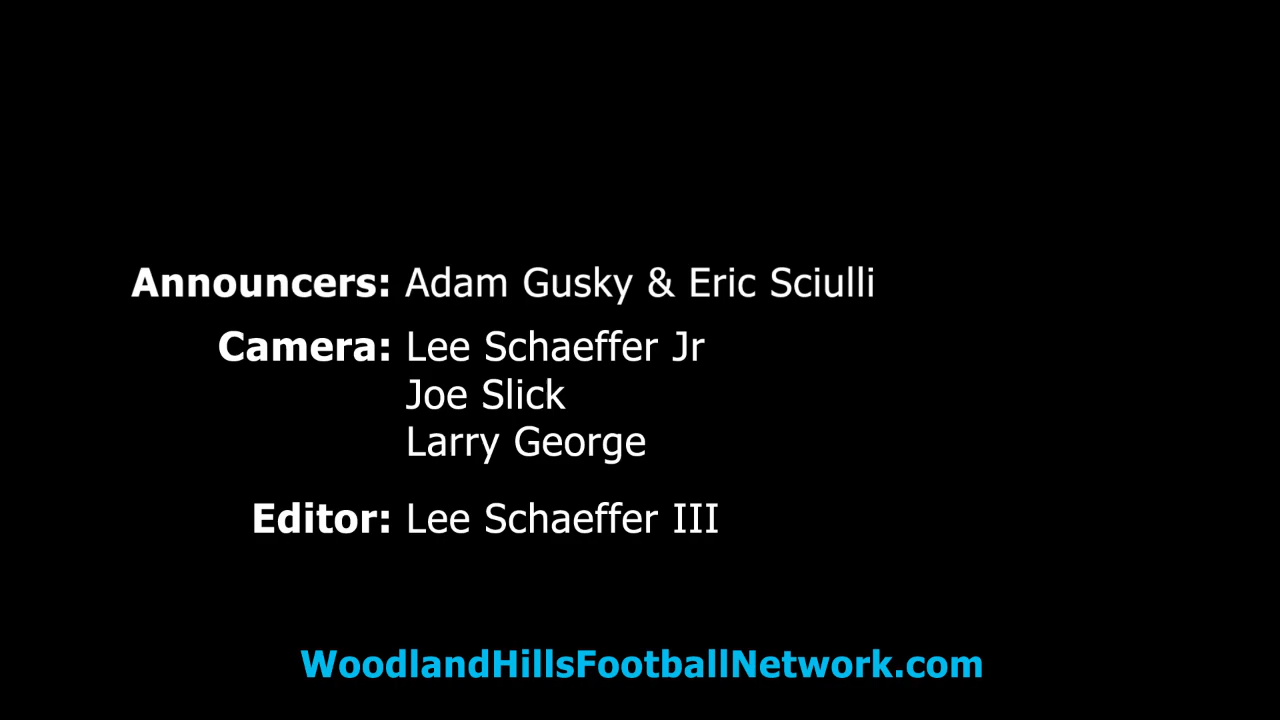 Announcers: Adam Gusky & Eric Sciulli
Camera: Lee Schaeffer Jr
Joe Slick
Larry George
Editor: Lee Schaeffer III
WoodlandHillsFootballNetwork.com